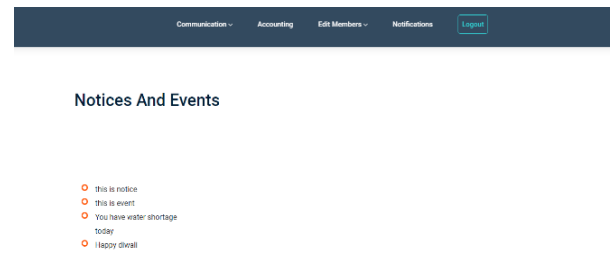 Communication
Accounting
Edit Members
Notifications
Logout
Notices And Events
this is notice
this is event
You have water shortage
today
Happy diwali